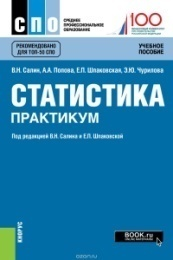 СПО
СРЕДНЕЕ
ПРОФЕССИОНАЛЬНОЕ
ОБРАЗОВАНИЕ
100
РЕКОМЕНДОВАНО
ДЛЯ ТОП-50 СПО
УЧЕБНОЕ
ПОСОБИЕ
В.Н. Салин, А.А. Попова, Е.П. Шпаковская, Э.Ю. Чурилова
СТАТИСТИКА
ПРАКТИКУМ
Под редакцией В.Н. Салина и Е.П. Шпаковской
BOOK.ru
КНОРУС